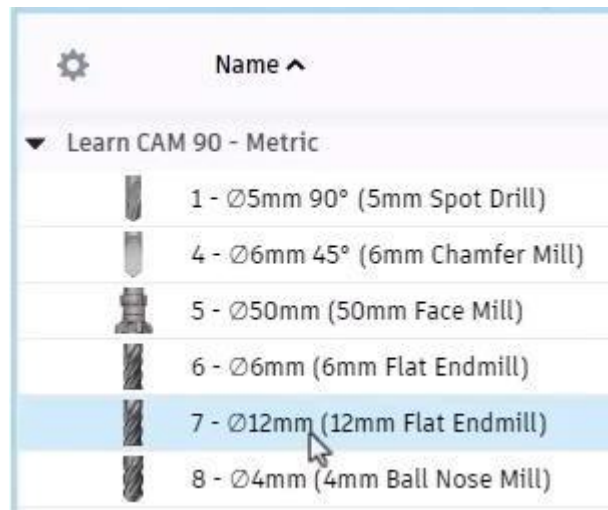 Name
Learn CAM 90 - Metric
1 - ∅5mm 90° (5mm Spot Drill)
4 - ∅6mm 45° (6mm Chamfer Mill)
5 - ∅50mm (50mm Face Mill)
6 - ∅6mm (6mm Flat Endmill)
7 - ∅12mm (12mm Flat Endmill)
8 - ∅4mm (4mm Ball Nose Mill)